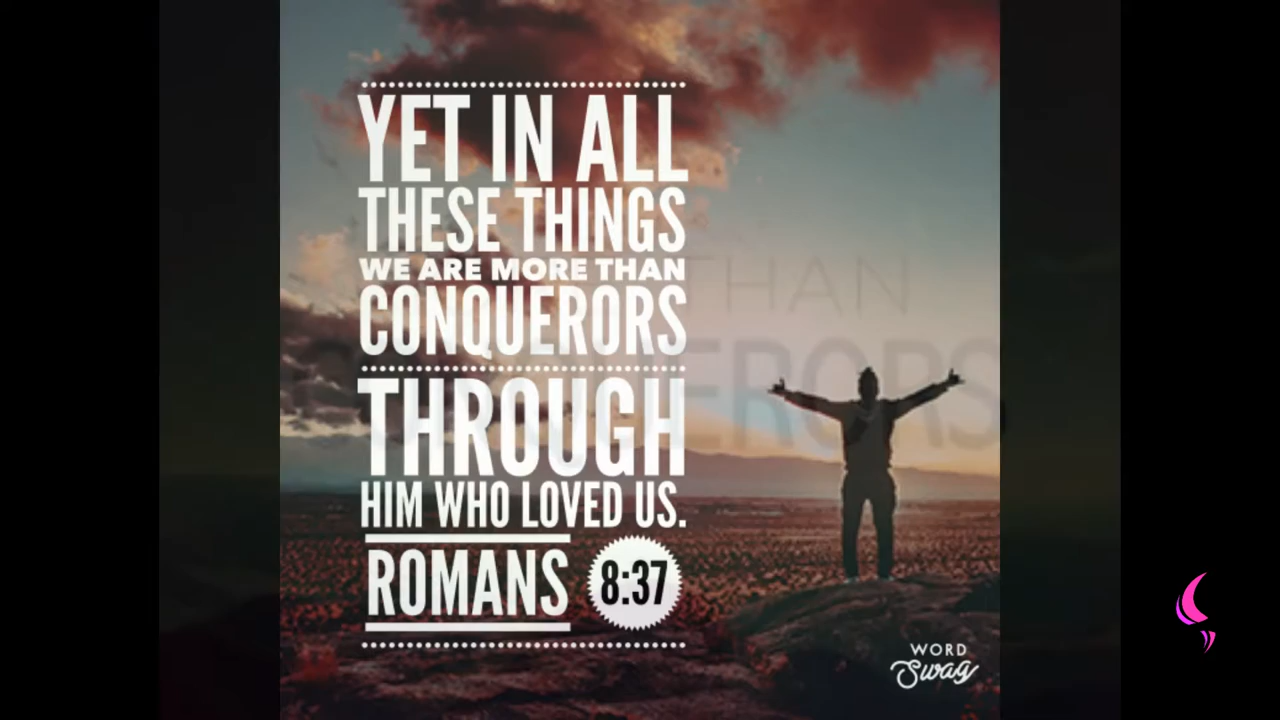 YET IN ALL
THESE THINGS
WE ARE MORE THAN
CONQUERORS
THROUGH
HIM WHO LOVED US.
ROMANS 8:37
THAN
WORD
Swag